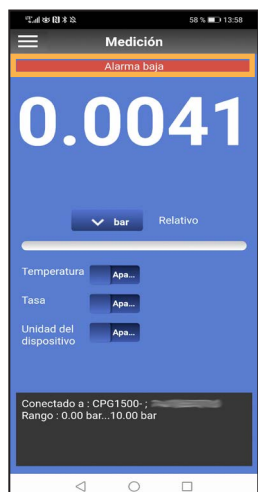 58 % 13:58
Medición
Alarma baja
0.0041
bar Relativo
Temperatura Apa...
Tasa Apa...
Unidad del Apa...
dispositivo
Conectado a : CPG1500- ;
Rango : 0.00 bar...10.00 bar